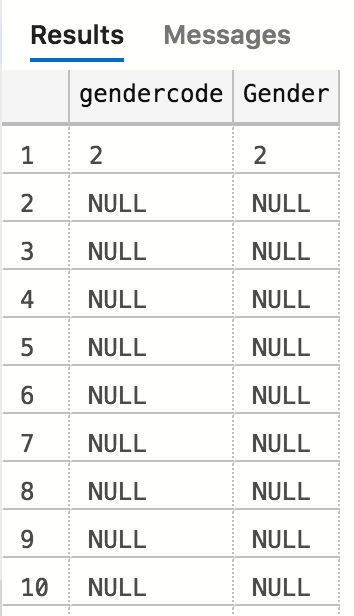 Results Messages
gendercode Gender
1 2 2
2 NULL NULL
3 NULL NULL
4 NULL NULL
5 NULL NULL
6 NULL NULL
7 NULL NULL
8 NULL NULL
9 NULL NULL
10 NULL NULL